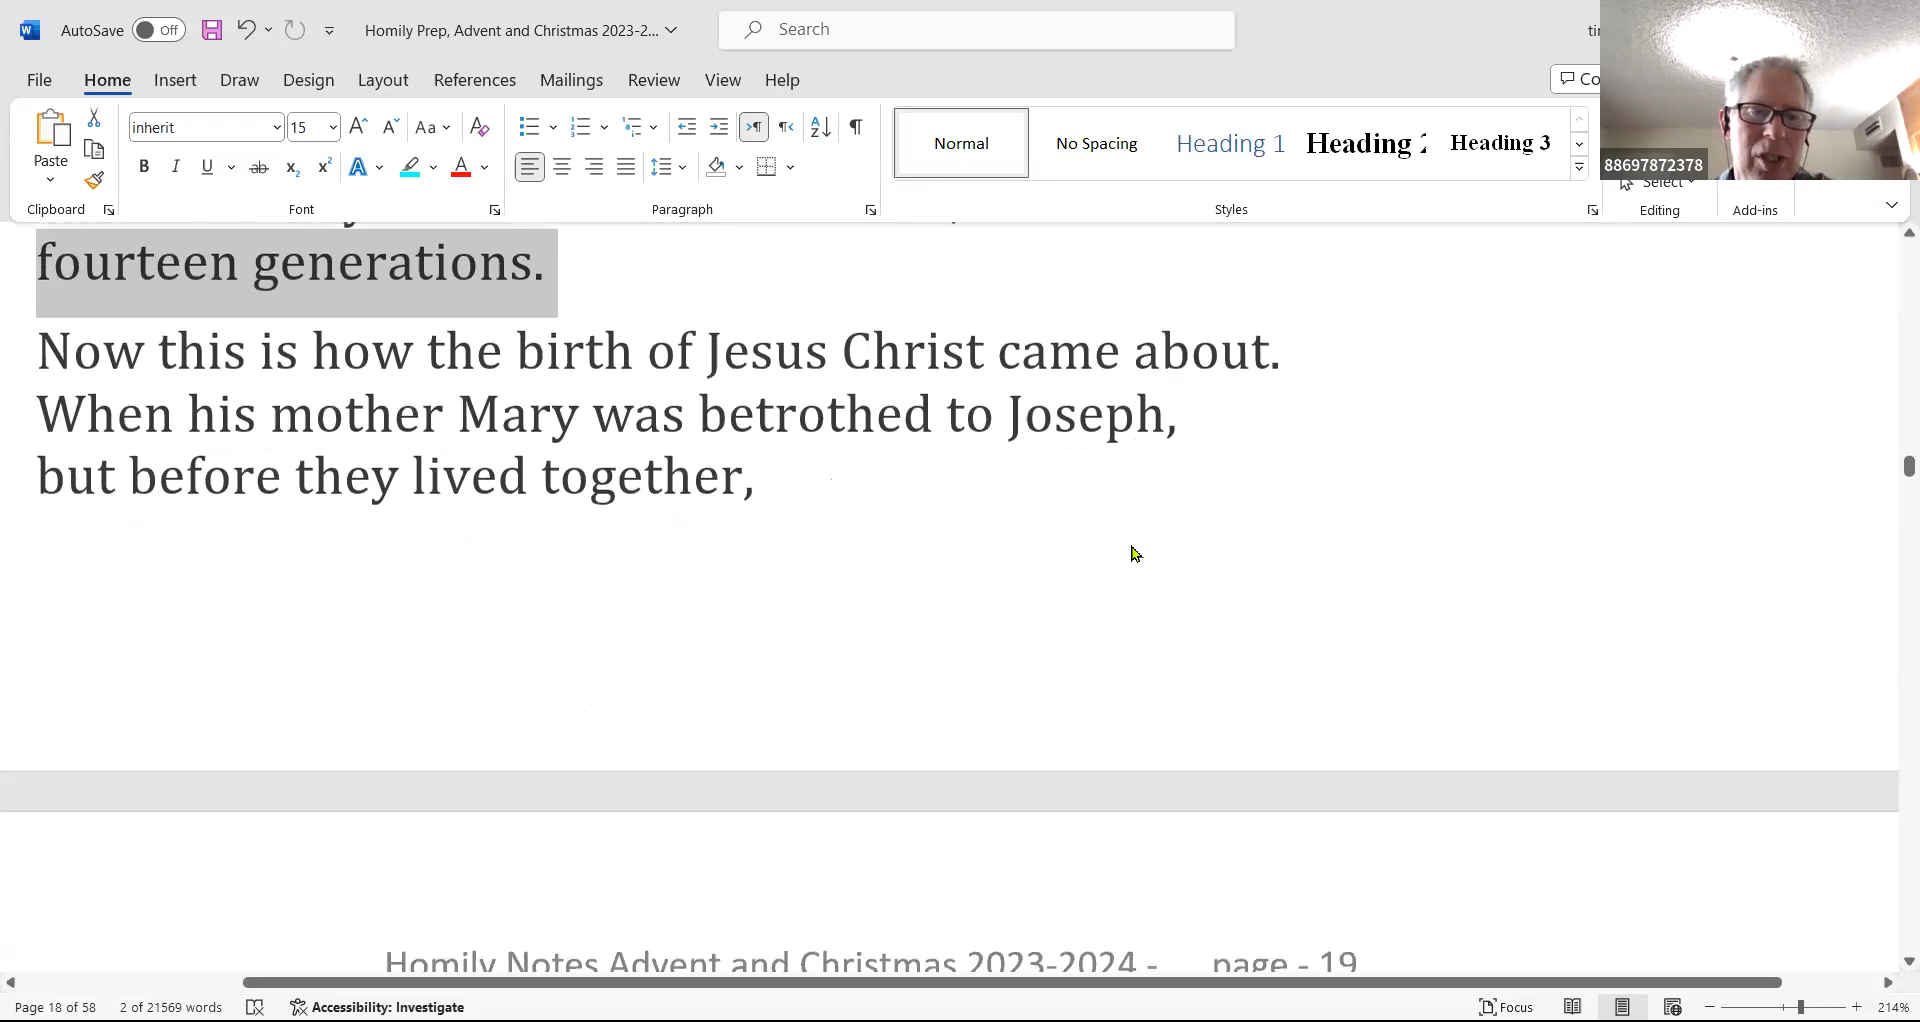 AutoSave Off Homily Prep, Advent and Christmas 2023-2... Search
File Home Insert Draw Design Layout References Mailings Review View Help
Paste inherit 15 Aa
Normal No Spacing Heading 1 Heading 2 Heading 3
88697872378
Select
Clipboard Font Paragraph Styles Editing Add-ins
fourteen generations.
Now this is how the birth of Jesus Christ came about.
When his mother Mary was betrothed to Joseph,
but before they lived together,
Homily Notes Advent and Christmas 2023-2024 - page - 19
Page 18 of 58 2 of 21569 words Accessibility: Investigate Focus 214%